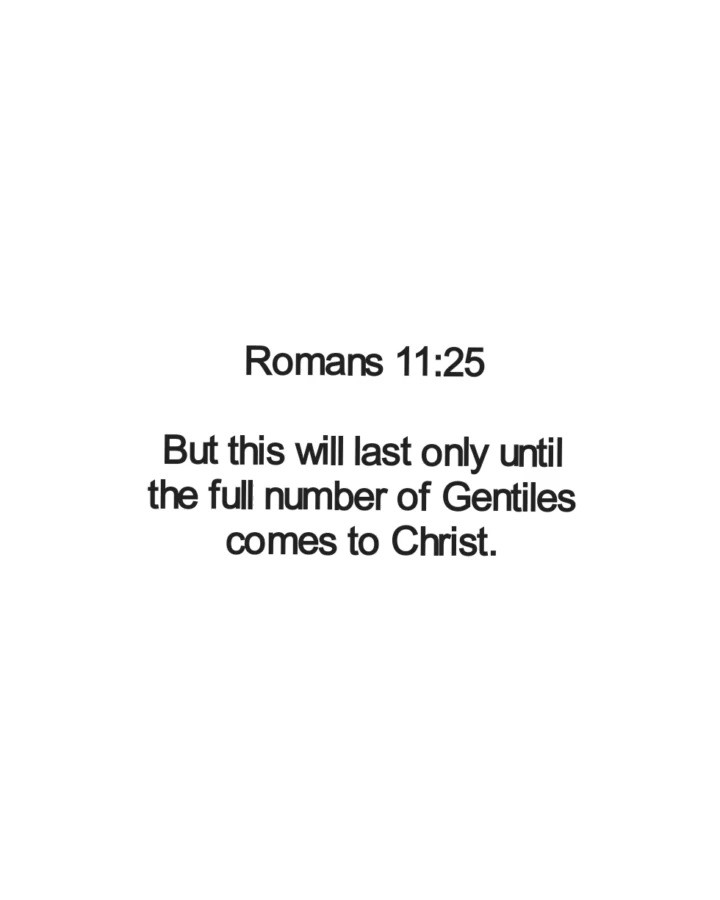 Romans 11:25
But this will last only until
the full number of Gentiles
comes to Christ.